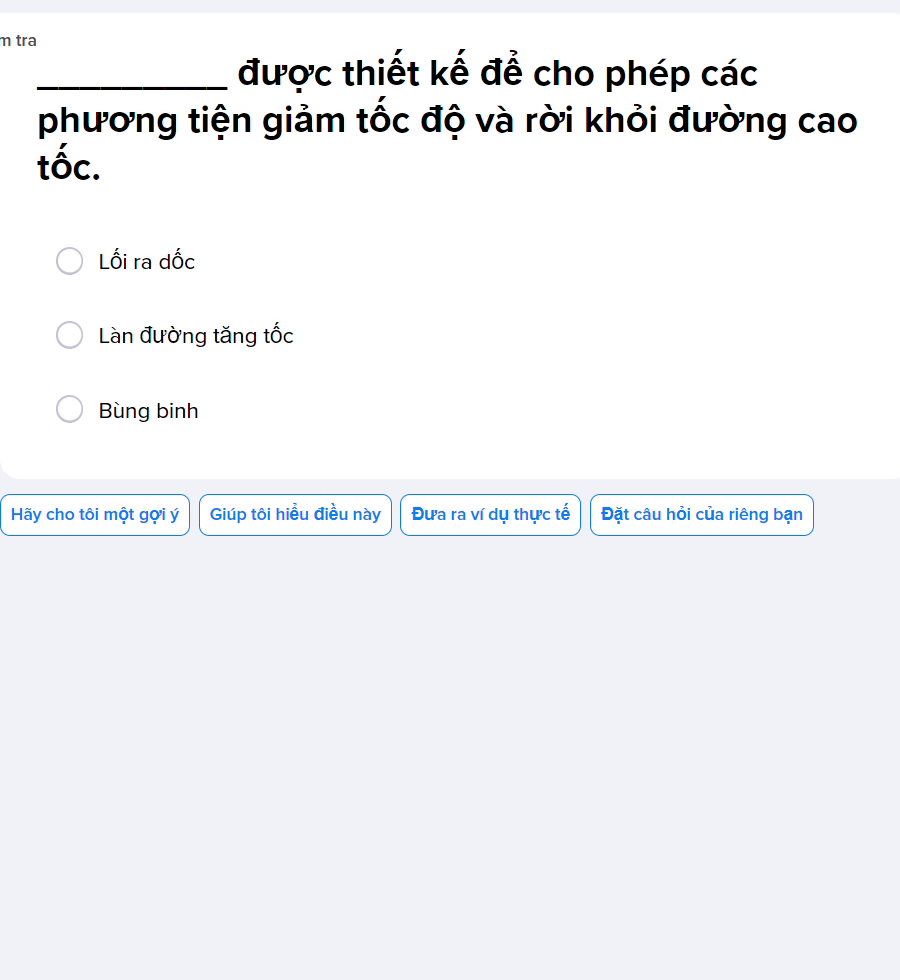 m tra
_________ được thiết kế để cho phép các
phương tiện giảm tốc độ và rời khỏi đường cao
tốc.
Lối ra dốc
Làn đường tăng tốc
Bùng binh
Hãy cho tôi một gợi ý
Giúp tôi hiểu điều này
Đưa ra ví dụ thực tế
Đặt câu hỏi của riêng bạn